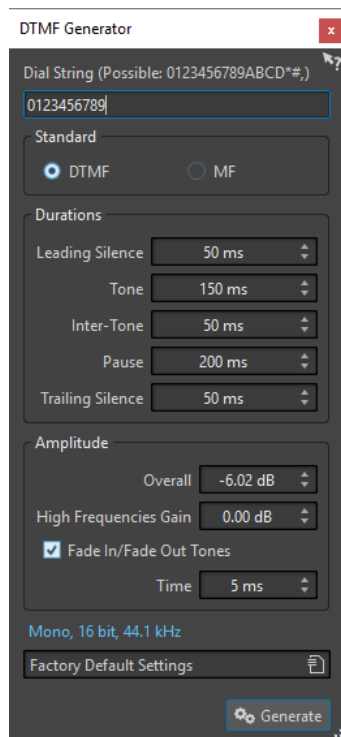 DTMF Generator
x
Dial String (Possible: 0123456789ABCD*#,)
?
0123456789
Standard
DTMF MF
Durations
Leading Silence 50 ms
Tone 150 ms
Inter-Tone 50 ms
Pause 200 ms
Trailing Silence 50 ms
Amplitude
Overall -6.02 dB
High Frequencies Gain 0.00 dB
Fade In/Fade Out Tones
Time 5 ms
Mono, 16 bit, 44.1 kHz
Factory Default Settings
Generate